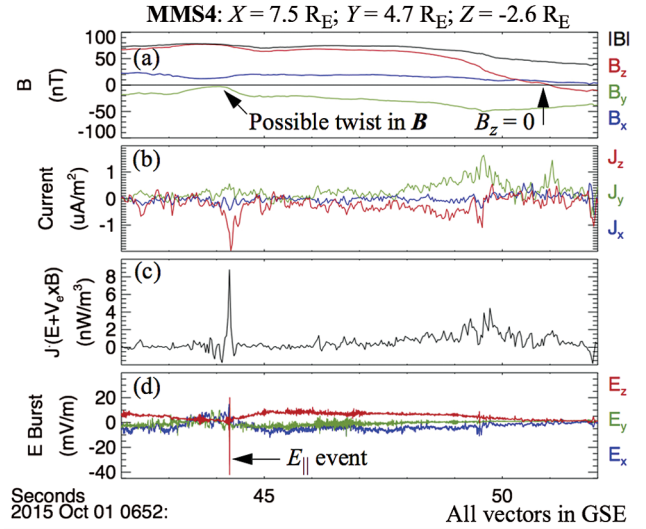 MMS4: X = 7.5 R_E; Y = 4.7 R_E; Z = -2.6 R_E
100
50
0
-50
-100
B
(nT)
(a)
Possible twist in B
B_z = 0
|B|
B_z
B_y
B_x
1
0
-1
Current
(uA/m²)
(b)
J_z
J_y
J_x
8
6
4
2
0
-2
J·(E+V_exB)
(nW/m³)
(c)
20
0
-20
-40
E Burst
(mV/m)
(d)
E_|| event
E_z
E_y
E_x
Seconds
2015 Oct 01 0652:
45
50
All vectors in GSE